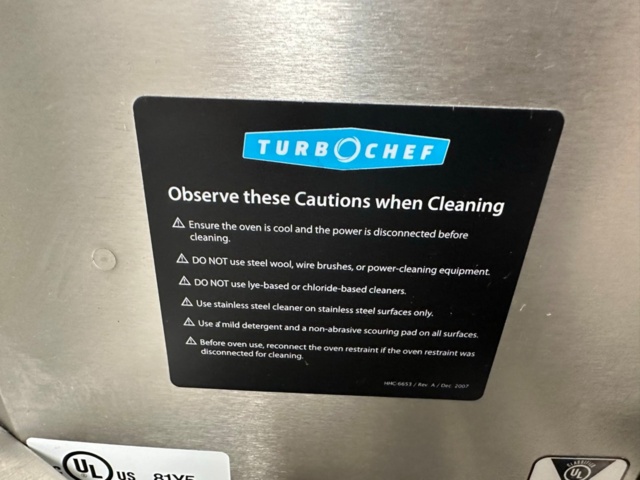 TURBOCHEF
Observe these Cautions when Cleaning
Ensure the oven is cool and the power is disconnected before
cleaning.
DO NOT use steel wool, wire brushes, or power-cleaning equipment.
DO NOT use lye-based or chloride-based cleaners.
Use stainless steel cleaner on stainless steel surfaces only.
Use a mild detergent and a non-abrasive scouring pad on all surfaces.
Before oven use, reconnect the oven restraint if the oven restraint was
disconnected for cleaning.
HHC-6653 / Rev A / Dec 2007
UL US
CLASSIFIED
UL